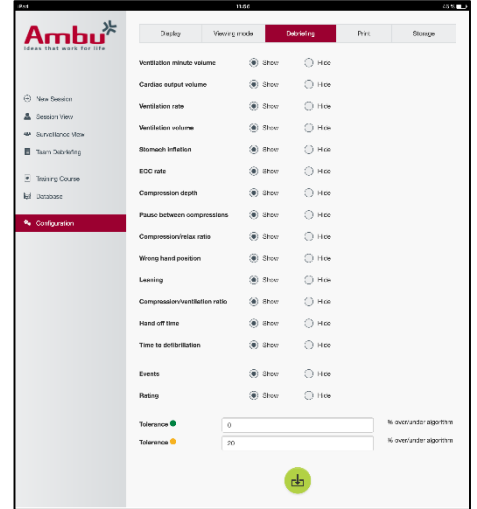 iPad 11:56 45 %
Ambu
Ideas that work for life
Display Viewing mode Debriefing Print Storage
New Session
Session View
Surveillance View
Team Debriefing
Training Course
Database
Configuration
Ventilation minute volume Show Hide
Cardiac output volume Show Hide
Ventilation rate Show Hide
Ventilation volume Show Hide
Stomach inflation Show Hide
ECC rate Show Hide
Compression depth Show Hide
Pause between compressions Show Hide
Compression/relax ratio Show Hide
Wrong hand position Show Hide
Leaning Show Hide
Compression/ventilation ratio Show Hide
Hand off time Show Hide
Time to defibrillation Show Hide
Events Show Hide
Rating Show Hide
Tolerance 0 % over/under algorithm
Tolerance 20 % over/under algorithm